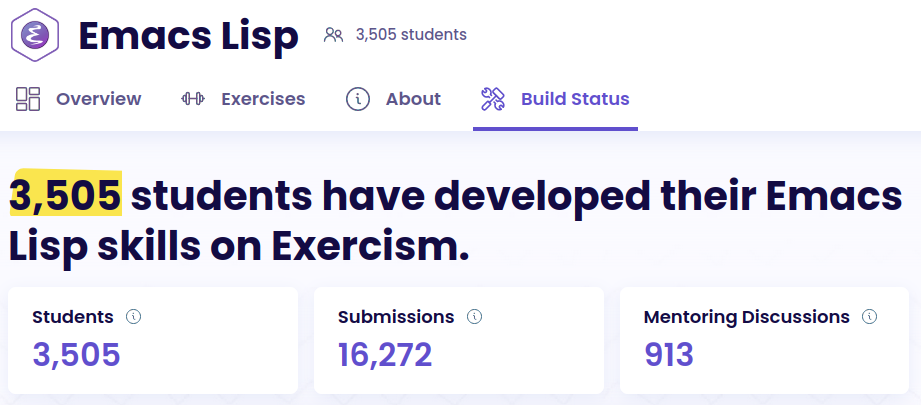 Emacs Lisp 3,505 students
Overview Exercises About Build Status
3,505 students have developed their Emacs
Lisp skills on Exercism.
Students Submissions Mentoring Discussions
3,505 16,272 913